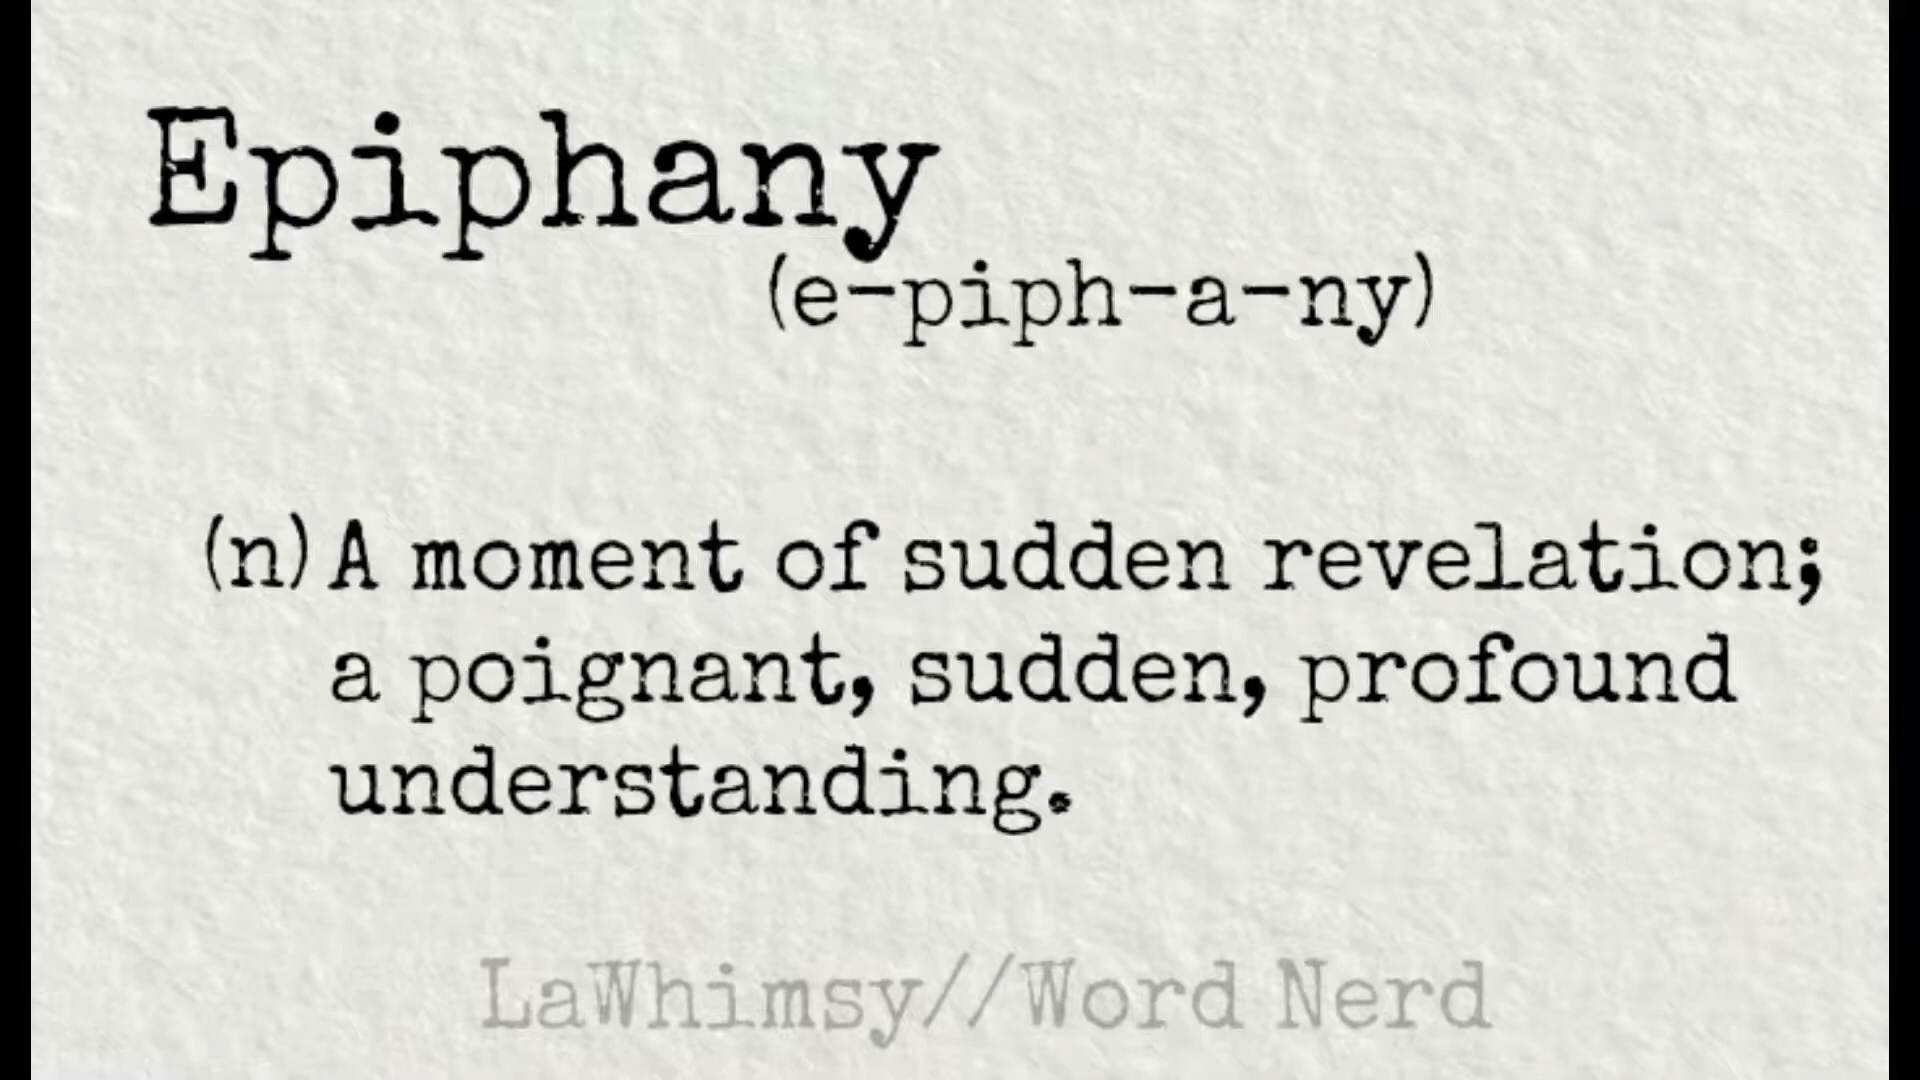 Epiphany
(e-piph-a-ny)
(n) A moment of sudden revelation;
a poignant, sudden, profound
understanding.
LaWhimsy//Word Nerd